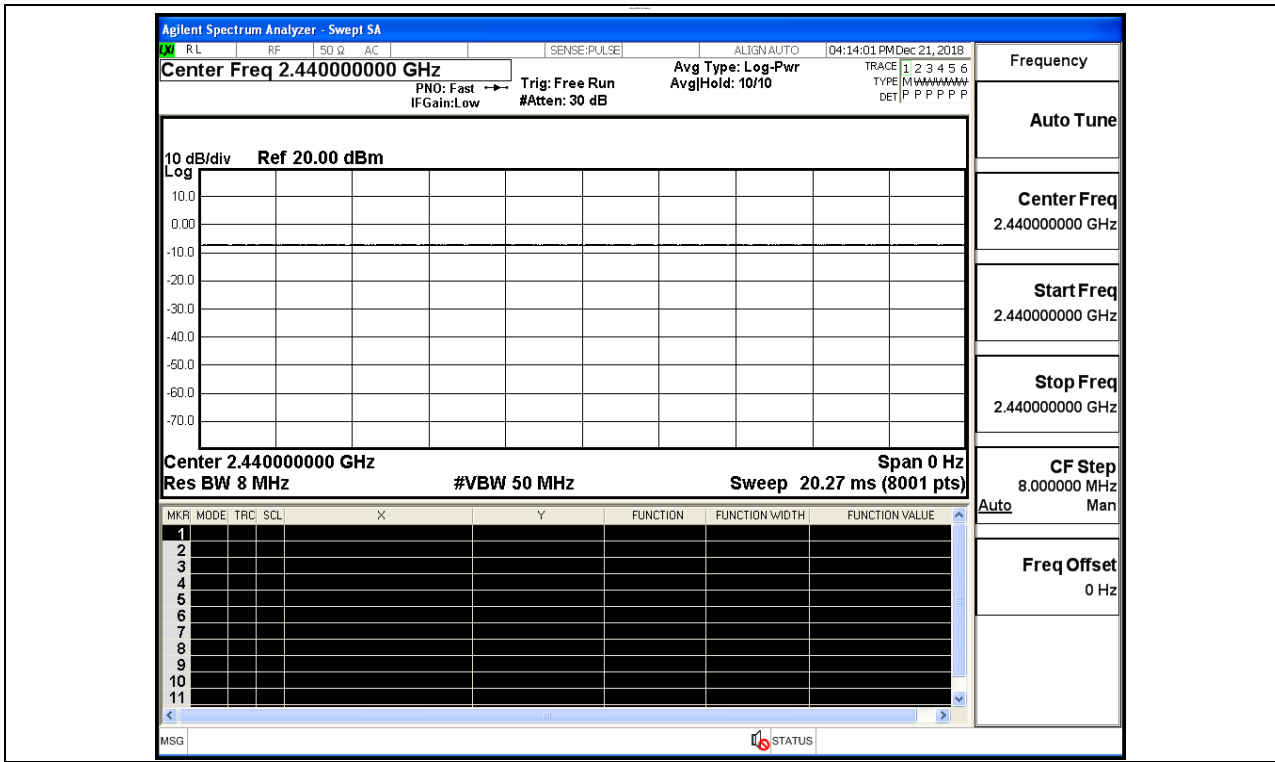 Agilent Spectrum Analyzer - Swept SA
LXI RL RF 50 Ω AC SENSE:PULSE ALIGNAUTO 04:14:01 PM Dec 21, 2018
Center Freq 2.440000000 GHz
PNO: Fast
IFGain:Low
Trig: Free Run
#Atten: 30 dB
Avg Type: Log-Pwr
Avg|Hold: 10/10
TRACE 1 2 3 4 5 6
TYPE MWWWWW
DET P P P P P P
10 dB/div Ref 20.00 dBm
Log
10.0
0.00
-10.0
-20.0
-30.0
-40.0
-50.0
-60.0
-70.0
Center 2.440000000 GHz Span 0 Hz
Res BW 8 MHz #VBW 50 MHz Sweep 20.27 ms (8001 pts)
MKR MODE TRC SCL X Y FUNCTION FUNCTION WIDTH FUNCTION VALUE
1
2
3
4
5
6
7
8
9
10
11
MSG STATUS
Frequency
Auto Tune
Center Freq
2.440000000 GHz
Start Freq
2.440000000 GHz
Stop Freq
2.440000000 GHz
CF Step
8.000000 MHz
Auto Man
Freq Offset
0 Hz